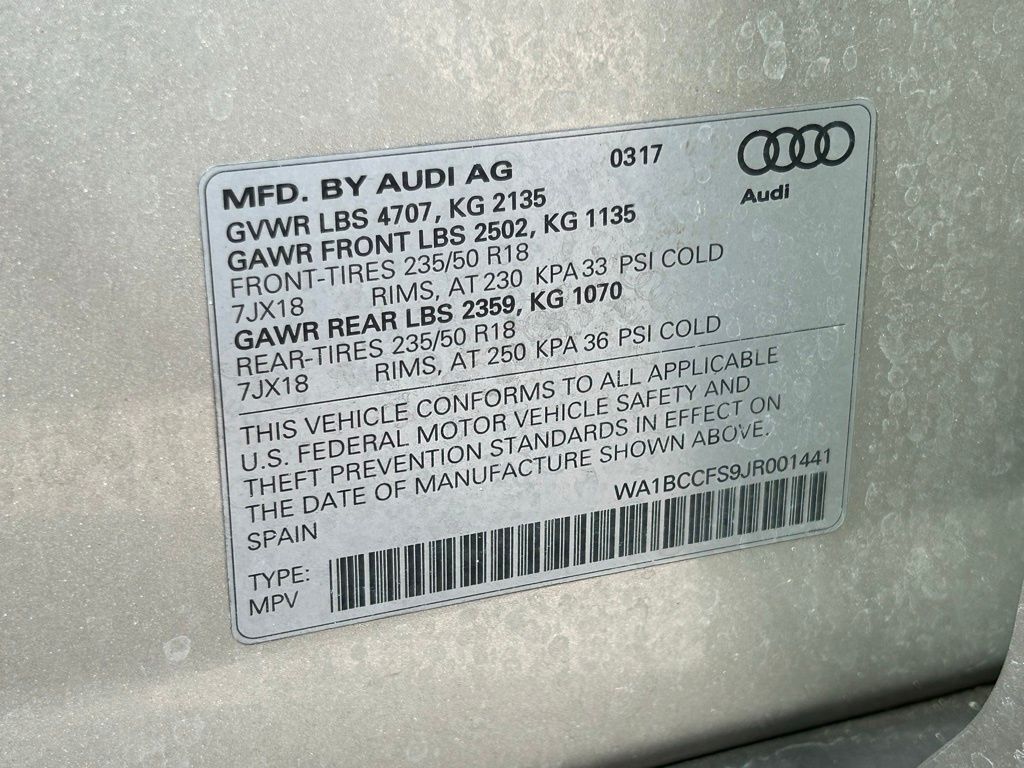 MFD. BY AUDI AG 0317
Audi
GVWR LBS 4707, KG 2135
GAWR FRONT LBS 2502, KG 1135
FRONT-TIRES 235/50 R18
7JX18 RIMS, AT 230 KPA 33 PSI COLD
GAWR REAR LBS 2359, KG 1070
REAR-TIRES 235/50 R18
7JX18 RIMS, AT 250 KPA 36 PSI COLD
THIS VEHICLE CONFORMS TO ALL APPLICABLE
U.S. FEDERAL MOTOR VEHICLE SAFETY AND
THEFT PREVENTION STANDARDS IN EFFECT ON
THE DATE OF MANUFACTURE SHOWN ABOVE.
SPAIN WA1BCCFS9JR001441
TYPE:
MPV